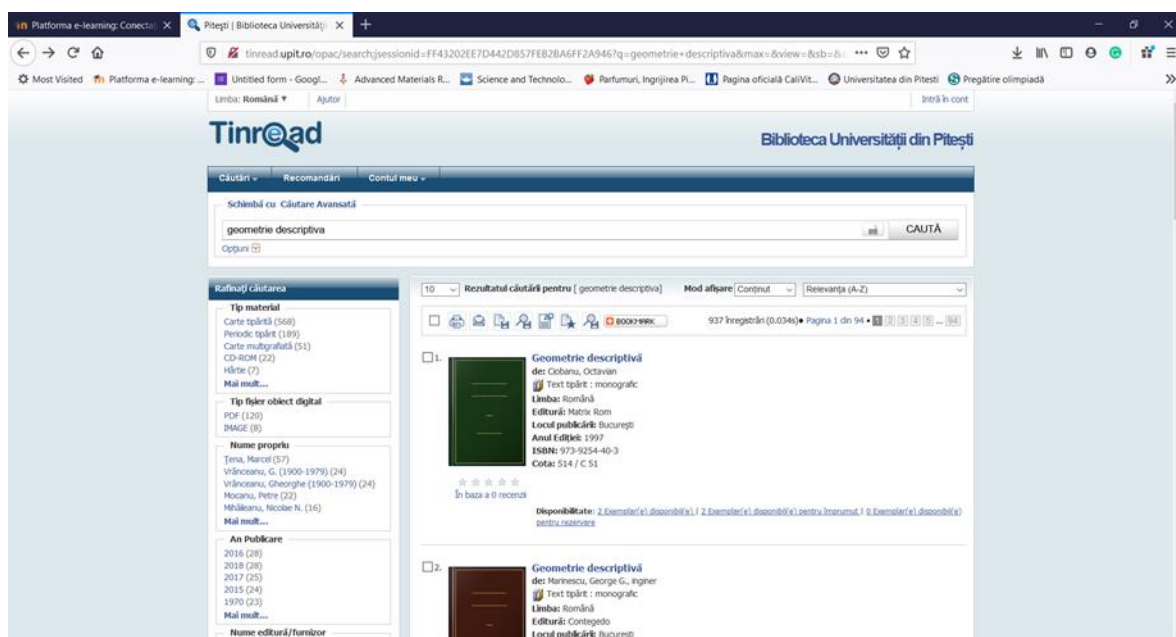 Platforma e-learning: Conectat
Pitești | Biblioteca Universității
tinread.upit.ro/opac/search;jsessionid=FF43202EE7D442D857FEB2BA6FF2A946?q=geometrie+descriptiva&max=&view=&sb=&
Most Visited Platforma e-learning: ... Untitled form - Googl... Advanced Materials R... Science and Technolo... Parfumuri, Ingrijirea Pi... Pagina oficială CaliVit... Universitatea din Pitesti Pregătire olimpiadă
Limba: Română Ajutor Intră în cont
Tinread
Biblioteca Universității din Pitești
Căutări Recomandări Contul meu
Schimbă cu Căutare Avansată
geometrie descriptiva CAUTĂ
Opțiuni
Rafinați căutarea
Tip material
Carte tipărită (568)
Periodic tipărit (189)
Carte multigrafiată (51)
CD-ROM (22)
Hârtie (7)
Mai mult...
Tip fișier obiect digital
PDF (120)
IMAGE (8)
Nume propriu
Țena, Marcel (57)
Vrânceanu, G. (1900-1979) (24)
Vrânceanu, Gheorghe (1900-1979) (24)
Mocanu, Petre (22)
Mihăileanu, Nicolae N. (16)
Mai mult...
An Publicare
2016 (28)
2018 (28)
2017 (25)
2015 (24)
1970 (23)
Mai mult...
Nume editură/furnizor
10 Rezultatul căutării pentru [ geometrie descriptiva] Mod afișare Conținut Relevanța (A-Z)
BOOKMARK 937 înregistrări (0.034s)• Pagina 1 din 94 • 1 2 3 4 5 ... 94
1. Geometrie descriptivă
de: Ciobanu, Octavian
Text tipărit : monografic
Limba: Română
Editură: Matrix Rom
Locul publicării: București
Anul Ediției: 1997
ISBN: 973-9254-40-3
Cota: 514 / C 51
În baza a 0 recenzii
Disponibilitate: 2 Exemplar(e) disponibil(e) | 2 Exemplar(e) disponibil(e) pentru împrumut | 0 Exemplar(e) disponibil(e)
pentru rezervare
2. Geometrie descriptivă
de: Marinescu, George G., inginer
Text tipărit : monografic
Limba: Română
Editură: Contegedo
Locul publicării: București